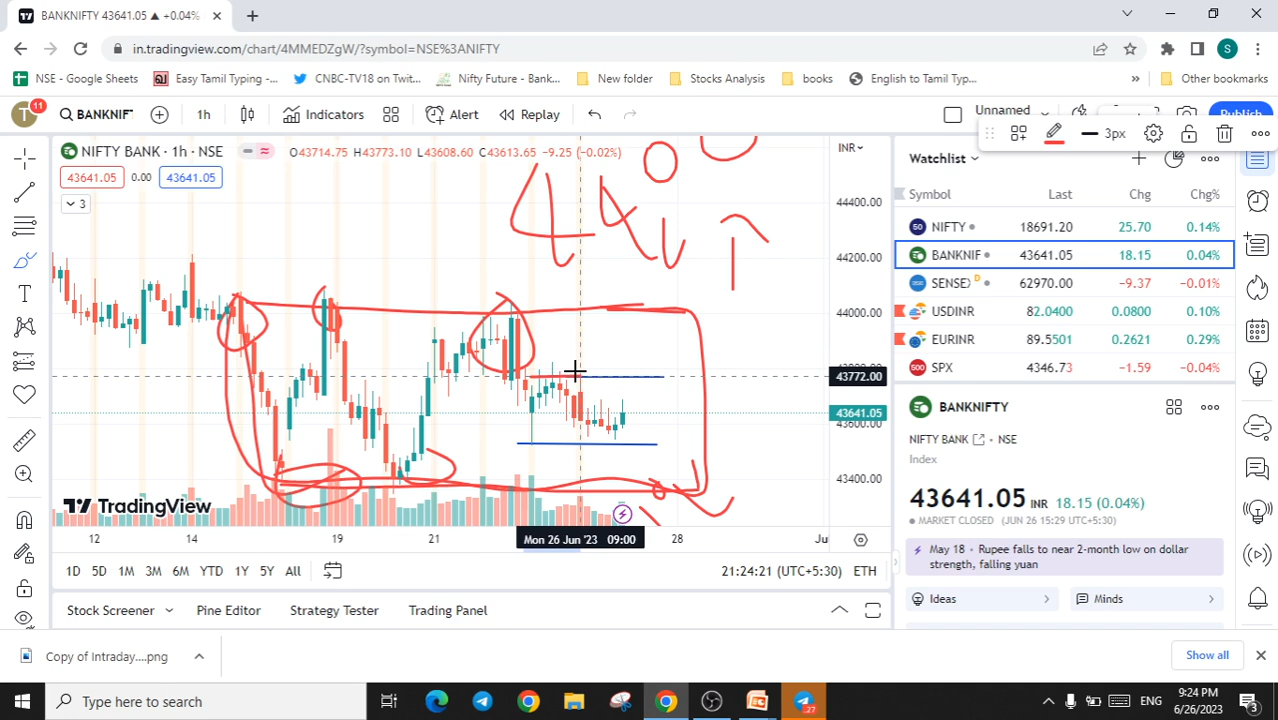 BANKNIFTY 43641.05 ▲ +0.04%
in.tradingview.com/chart/4MMEDZgW/?symbol=NSE%3ANIFTY
S
NSE - Google Sheets
Easy Tamil Typing -...
CNBC-TV18 on Twit...
Nifty Future - Bank...
New folder
Stocks Analysis
books
English to Tamil Typ...
»
Other bookmarks
T 11
BANKNIF
1h
Indicators
Alert
Replay
Unnamed
Publish
3px
NIFTY BANK · 1h · NSE
O43714.75 H43773.10 L43608.60 C43613.65 -9.25 (-0.02%)
INR
43641.05 0.00 43641.05
3
44
44400.00
44200.00
44000.00
43772.00
43641.05
43600.00
43400.00
TradingView
12 14 19 21 Mon 26 Jun '23 09:00 28 Ju
1D 5D 1M 3M 6M YTD 1Y 5Y All
21:24:21 (UTC+5:30) ETH
Stock Screener
Pine Editor
Strategy Tester
Trading Panel
Watchlist
Symbol Last Chg Chg%
50 NIFTY 18691.20 25.70 0.14%
BANKNIF 43641.05 18.15 0.04%
SENSE D 62970.00 -9.37 -0.01%
USDINR 82.0400 0.0800 0.10%
EURINR 89.5501 0.2621 0.29%
500 SPX 4346.73 -1.59 -0.04%
BANKNIFTY
NIFTY BANK • NSE
Index
43641.05 INR 18.15 (0.04%)
MARKET CLOSED (JUN 26 15:29 UTC+5:30)
May 18 • Rupee falls to near 2-month low on dollar
strength, falling yuan
Ideas
Minds
Copy of Intraday....png
Show all
Type here to search
27
ENG
9:24 PM
6/26/2023
3